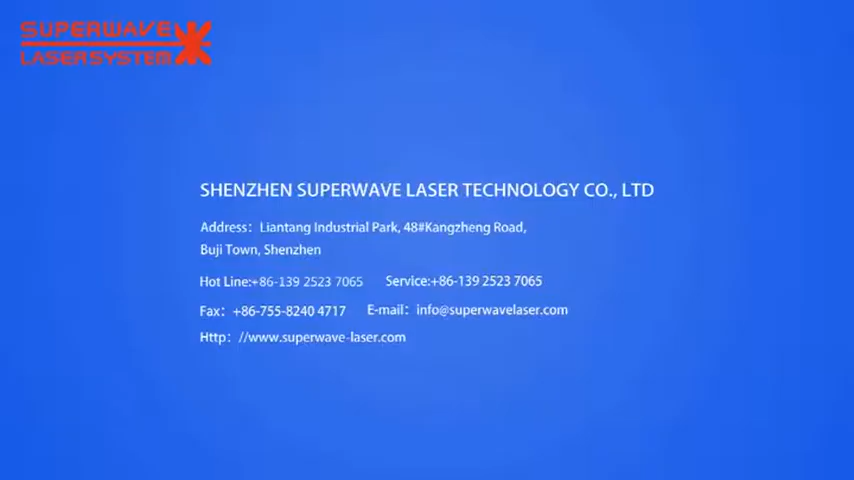 SUPERWAVE
LASERSYSTEM
SHENZHEN SUPERWAVE LASER TECHNOLOGY CO., LTD
Address：Liantang Industrial Park, 48#Kangzheng Road,
Buji Town, Shenzhen
Hot Line:+86-139 2523 7065 Service:+86-139 2523 7065
Fax：+86-755-8240 4717 E-mail：info@superwavelaser.com
Http：//www.superwave-laser.com